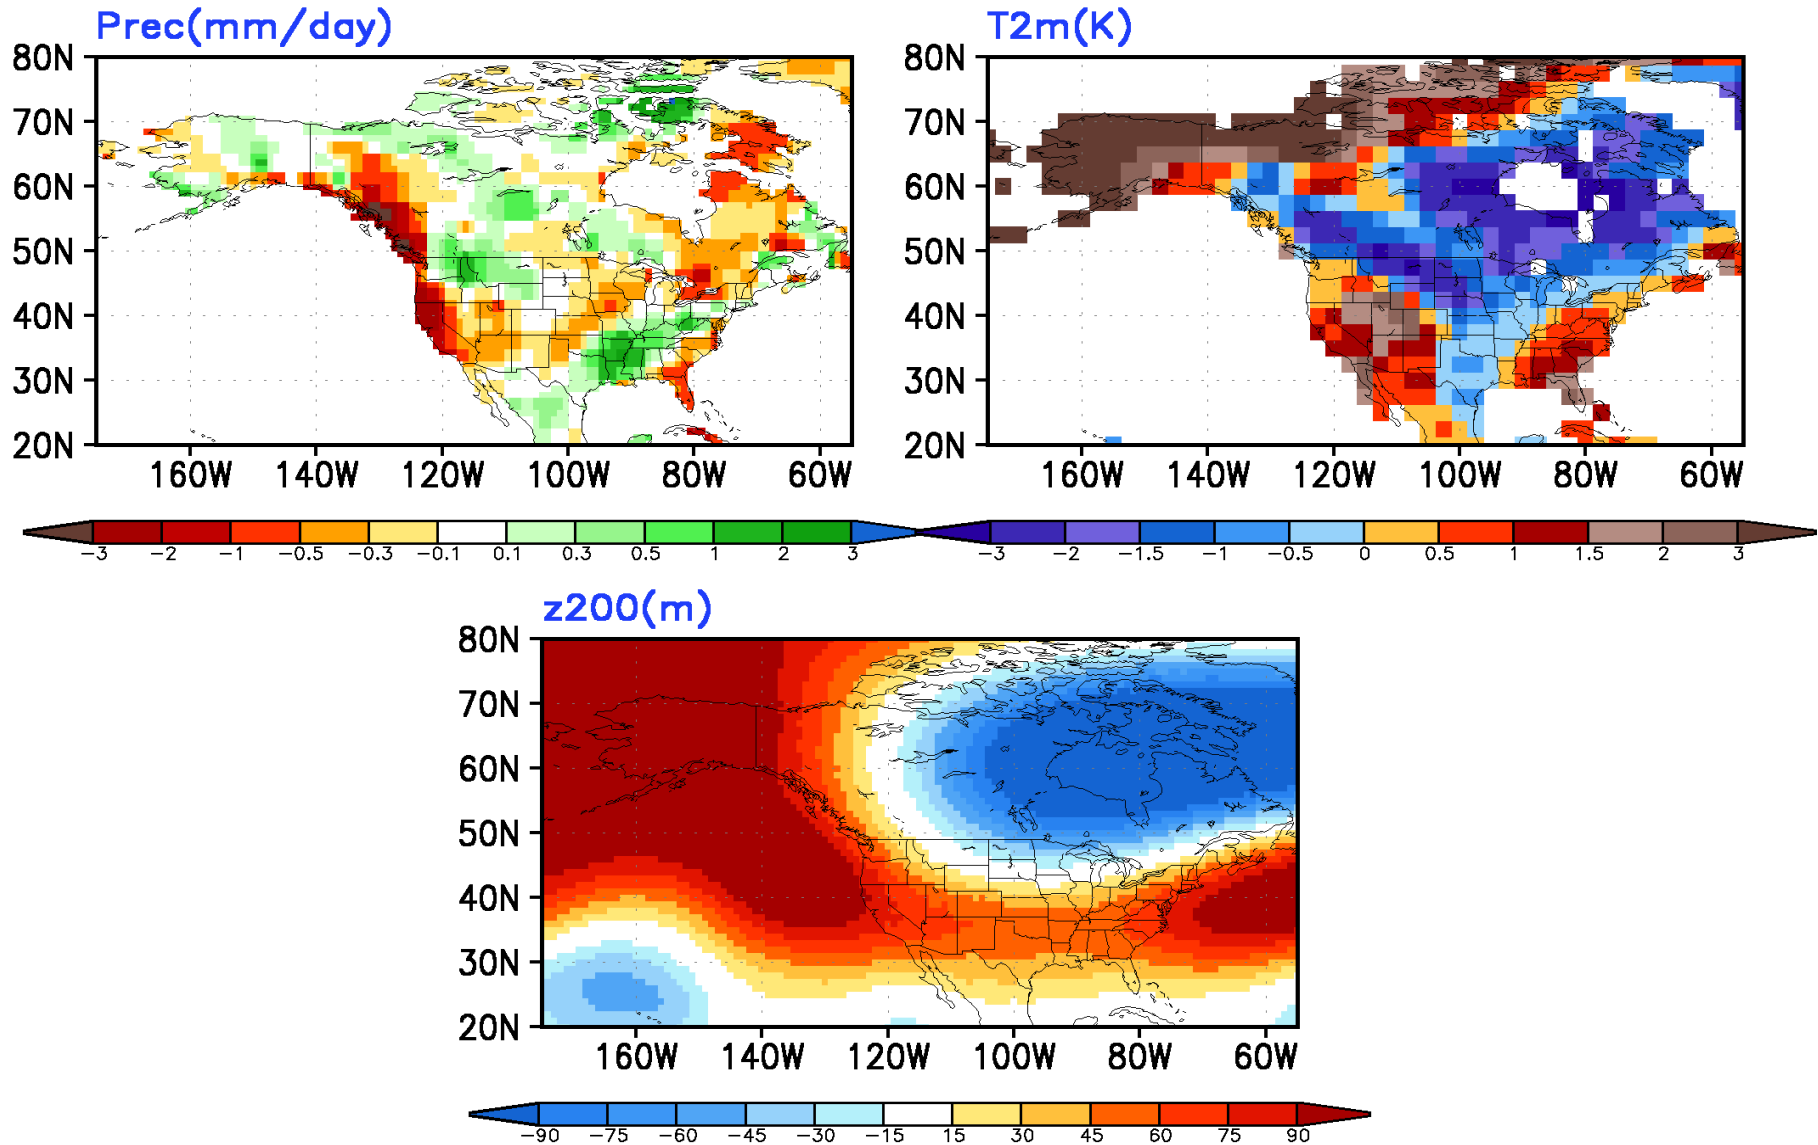 Prec(mm/day)
80N
70N
60N
50N
40N
30N
20N
160W 140W 120W 100W 80W 60W
-3 -2 -1 -0.5 -0.3 -0.1 0.1 0.3 0.5 1 2 3
T2m(K)
80N
70N
60N
50N
40N
30N
20N
160W 140W 120W 100W 80W 60W
-3 -2 -1.5 -1 -0.5 0 0.5 1 1.5 2 3
z200(m)
80N
70N
60N
50N
40N
30N
20N
160W 140W 120W 100W 80W 60W
-90 -75 -60 -45 -30 -15 15 30 45 60 75 90